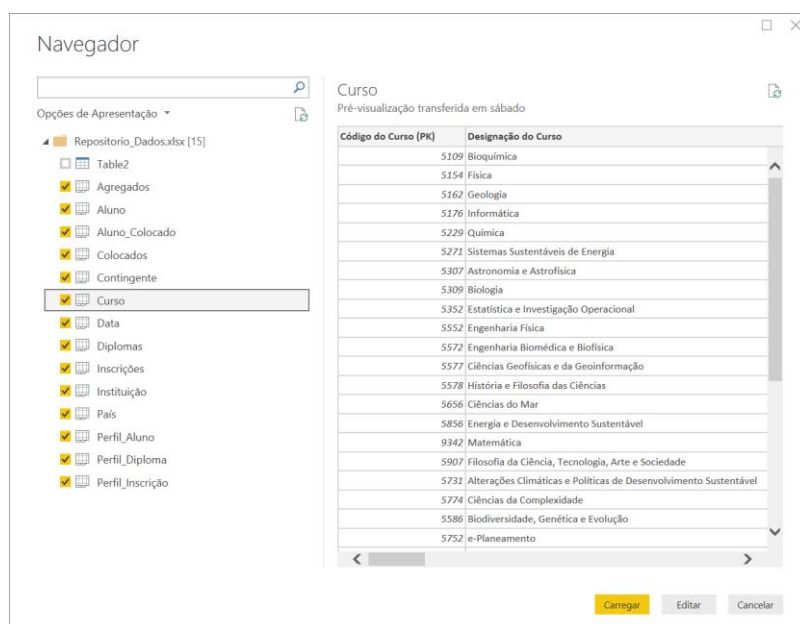 Navegador
Opções de Apresentação
Repositorio_Dados.xlsx [15]
Table2
Agregados
Aluno
Aluno_Colocado
Colocados
Contingente
Curso
Data
Diplomas
Inscrições
Instituição
País
Perfil_Aluno
Perfil_Diploma
Perfil_Inscrição
Curso
Pré-visualização transferida em sábado
Código do Curso (PK) Designação do Curso
5109 Bioquímica
5154 Física
5162 Geologia
5176 Informática
5229 Química
5271 Sistemas Sustentáveis de Energia
5307 Astronomia e Astrofísica
5309 Biologia
5352 Estatística e Investigação Operacional
5552 Engenharia Física
5572 Engenharia Biomédica e Biofísica
5577 Ciências Geofísicas e da Geoinformação
5578 História e Filosofia das Ciências
5656 Ciências do Mar
5856 Energia e Desenvolvimento Sustentável
9342 Matemática
5907 Filosofia da Ciência, Tecnologia, Arte e Sociedade
5731 Alterações Climáticas e Políticas de Desenvolvimento Sustentável
5774 Ciências da Complexidade
5586 Biodiversidade, Genética e Evolução
5752 e-Planeamento
Carregar Editar Cancelar